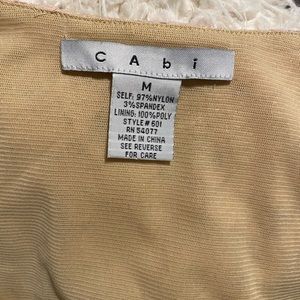 CAbi
M
SELF: 97%NYLON
3%SPANDEX
LINING: 100%POLY
STYLE# 601
RN 54077
MADE IN CHINA
SEE REVERSE
FOR CARE